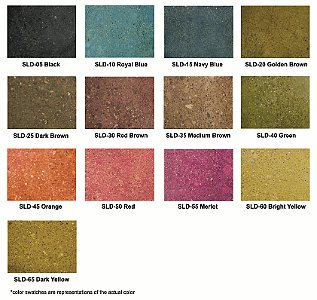 SLD-05 Black SLD-10 Royal Blue SLD-15 Navy Blue SLD-20 Golden Brown
SLD-25 Dark Brown SLD-30 Red Brown SLD-35 Medium Brown SLD-40 Green
SLD-45 Orange SLD-50 Red SLD-55 Merlot SLD-60 Bright Yellow
SLD-65 Dark Yellow
*color swatches are representations of the actual color